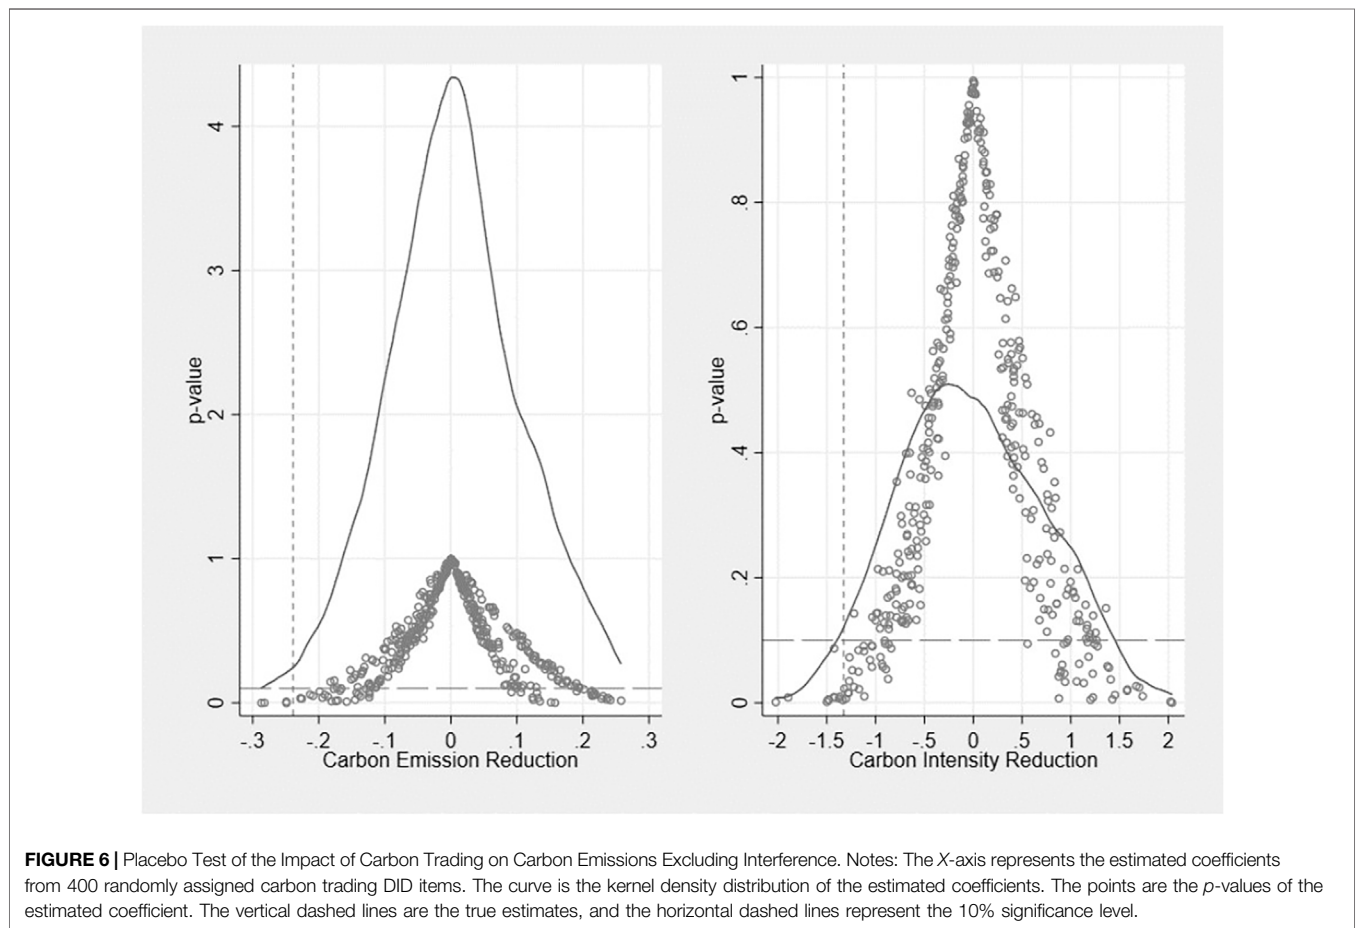 p-value
4
3
2
1
0
-.3 -.2 -.1 0 .1 .2 .3
Carbon Emission Reduction
p-value
1
.8
.6
.4
.2
0
-2 -1.5 -1 -.5 0 .5 1 1.5 2
Carbon Intensity Reduction
FIGURE 6 | Placebo Test of the Impact of Carbon Trading on Carbon Emissions Excluding Interference. Notes: The X-axis represents the estimated coefficients
from 400 randomly assigned carbon trading DID items. The curve is the kernel density distribution of the estimated coefficients. The points are the p-values of the
estimated coefficient. The vertical dashed lines are the true estimates, and the horizontal dashed lines represent the 10% significance level.